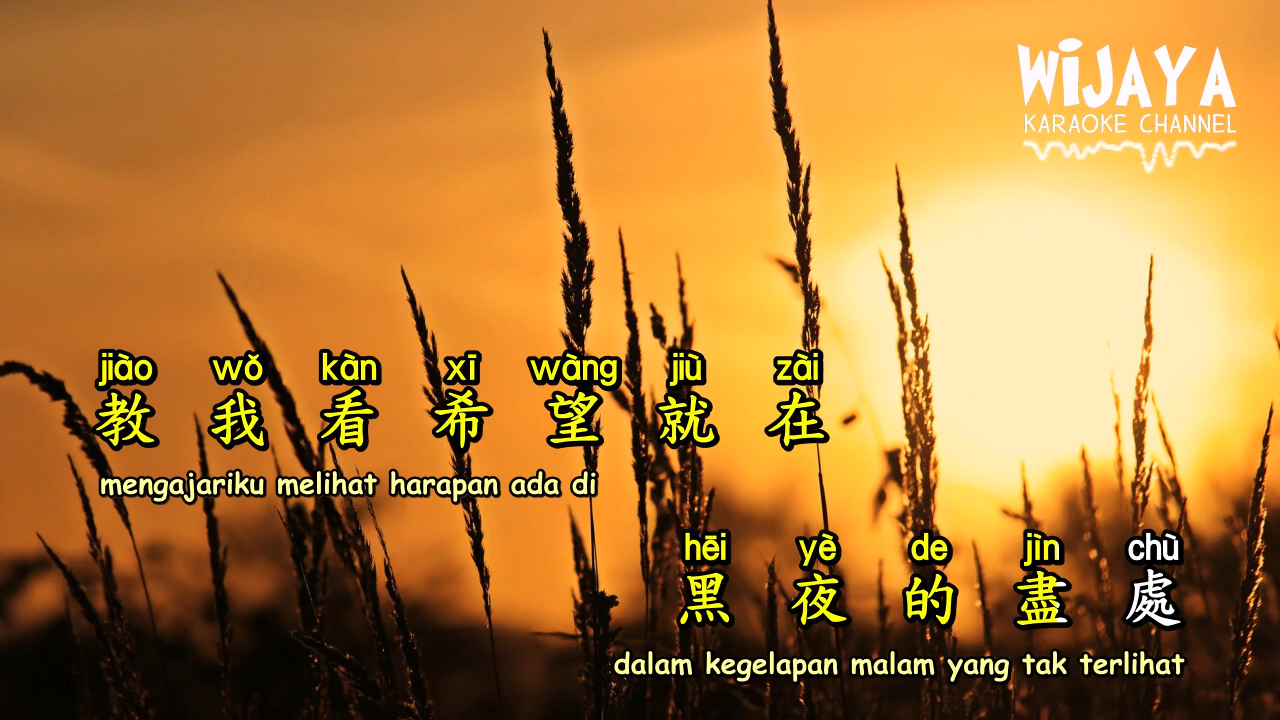 WiJAYA
KARAOKE CHANNEL
jiào wǒ kàn xī wàng jiù zài
教 我 看 希 望 就 在
mengajariku melihat harapan ada di
hēi yè de jìn chù
黑 夜 的 盡 處
dalam kegelapan malam yang tak terlihat